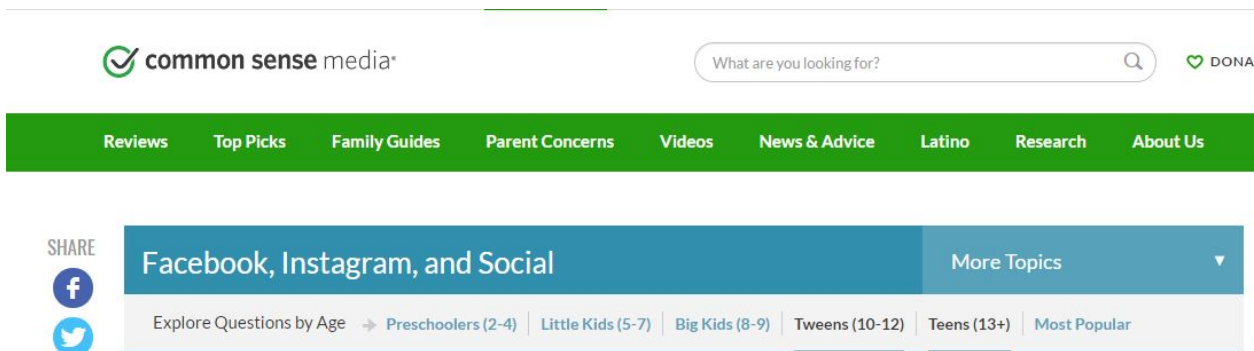 common sense media®
What are you looking for?
DONA
Reviews Top Picks Family Guides Parent Concerns Videos News & Advice Latino Research About Us
SHARE
Facebook, Instagram, and Social
More Topics
Explore Questions by Age Preschoolers (2-4) Little Kids (5-7) Big Kids (8-9) Tweens (10-12) Teens (13+) Most Popular